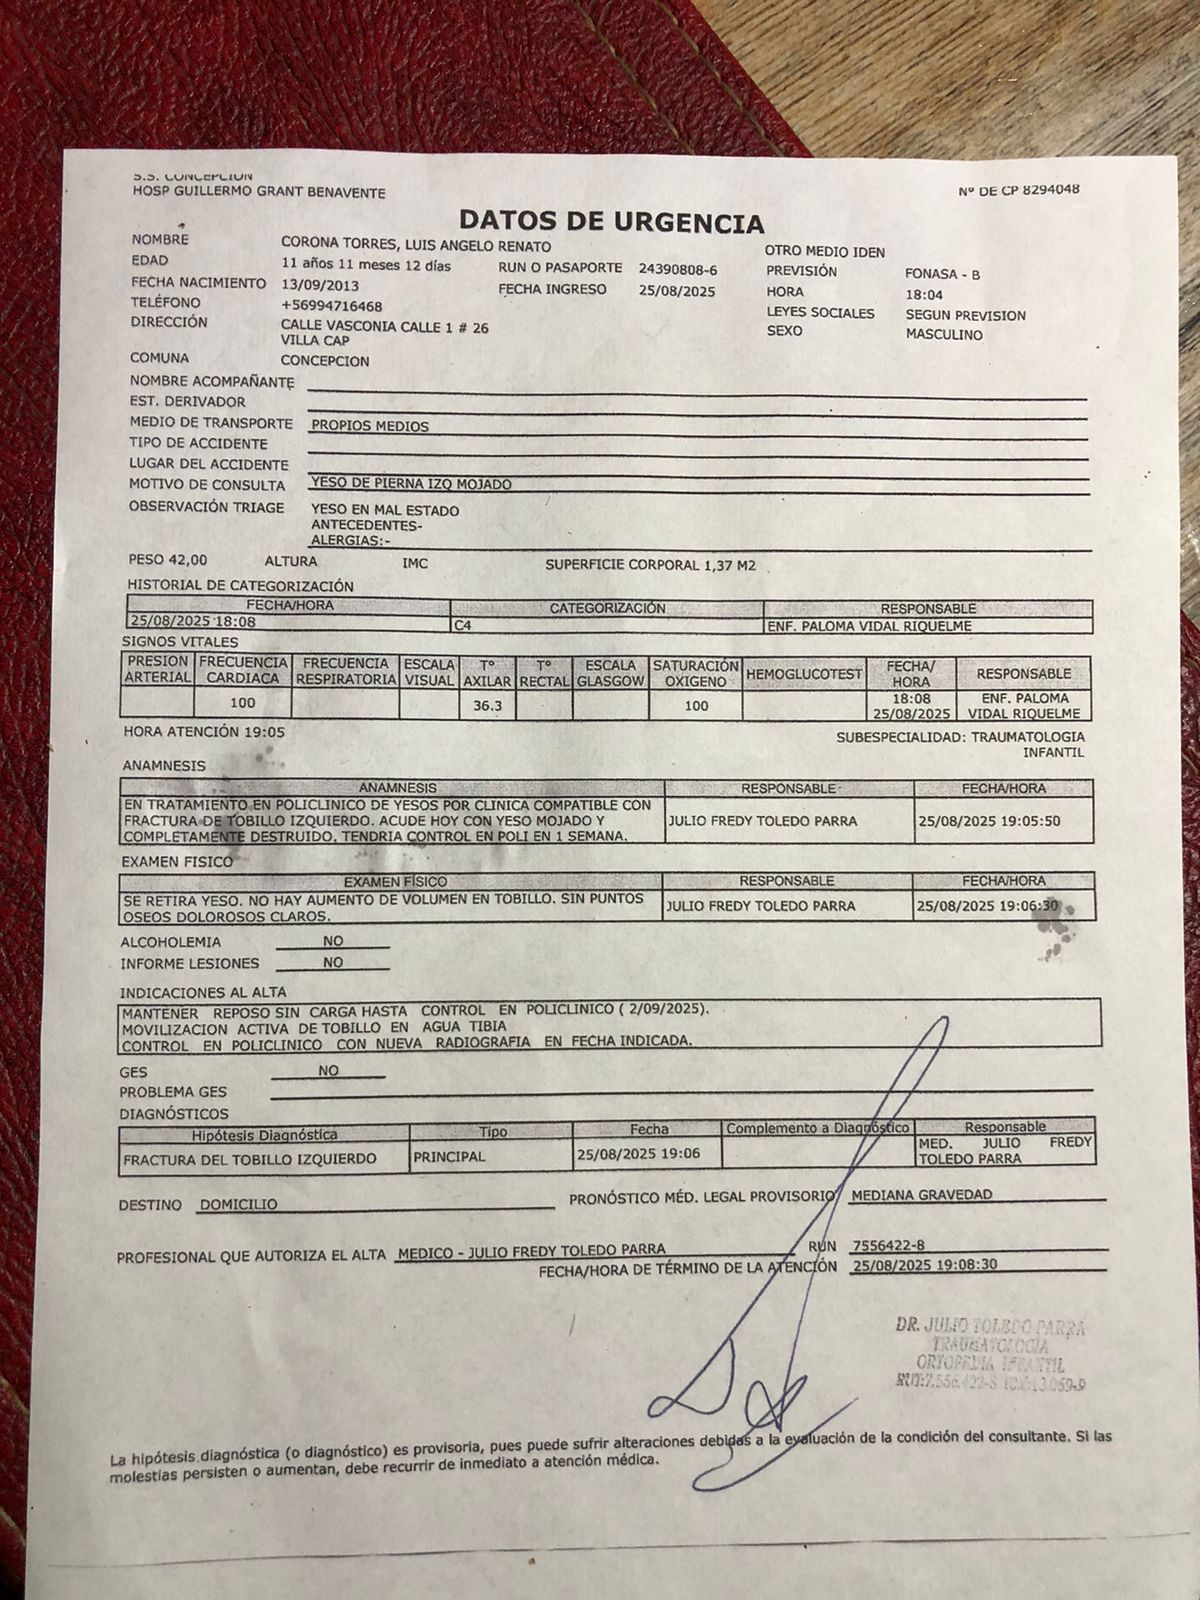 S.S. CONCEPCION
HOSP GUILLERMO GRANT BENAVENTE
Nº DE CP 8294048
DATOS DE URGENCIA
NOMBRE CORONA TORRES, LUIS ANGELO RENATO
OTRO MEDIO IDEN
EDAD 11 años 11 meses 12 días RUN O PASAPORTE 24390808-6 PREVISIÓN FONASA - B
FECHA NACIMIENTO 13/09/2013 FECHA INGRESO 25/08/2025 HORA 18:04
TELÉFONO +56994716468 LEYES SOCIALES SEGUN PREVISION
DIRECCIÓN CALLE VASCONIA CALLE 1 # 26 SEXO MASCULINO
VILLA CAP
COMUNA CONCEPCION
NOMBRE ACOMPAÑANTE
EST. DERIVADOR
MEDIO DE TRANSPORTE PROPIOS MEDIOS
TIPO DE ACCIDENTE
LUGAR DEL ACCIDENTE
MOTIVO DE CONSULTA YESO DE PIERNA IZQ MOJADO
OBSERVACIÓN TRIAGE YESO EN MAL ESTADO
ANTECEDENTES-
ALERGIAS:-
PESO 42,00 ALTURA IMC SUPERFICIE CORPORAL 1,37 M2
HISTORIAL DE CATEGORIZACIÓN
FECHA/HORA CATEGORIZACIÓN RESPONSABLE
25/08/2025 18:08 C4 ENF. PALOMA VIDAL RIQUELME
SIGNOS VITALES
PRESION ARTERIAL FRECUENCIA CARDIACA FRECUENCIA RESPIRATORIA ESCALA VISUAL Tº AXILAR Tº RECTAL ESCALA GLASGOW SATURACIÓN OXIGENO HEMOGLUCOTEST FECHA/ HORA RESPONSABLE
100 36.3 100 18:08 25/08/2025 ENF. PALOMA VIDAL RIQUELME
HORA ATENCIÓN 19:05
SUBESPECIALIDAD: TRAUMATOLOGIA
INFANTIL
ANAMNESIS
ANAMNESIS RESPONSABLE FECHA/HORA
EN TRATAMIENTO EN POLICLINICO DE YESOS POR CLINICA COMPATIBLE CON
FRACTURA DE TOBILLO IZQUIERDO. ACUDE HOY CON YESO MOJADO Y JULIO FREDY TOLEDO PARRA 25/08/2025 19:05:50
COMPLETAMENTE DESTRUIDO. TENDRIA CONTROL EN POLI EN 1 SEMANA.
EXAMEN FISICO
EXAMEN FÍSICO RESPONSABLE FECHA/HORA
SE RETIRA YESO. NO HAY AUMENTO DE VOLUMEN EN TOBILLO. SIN PUNTOS JULIO FREDY TOLEDO PARRA 25/08/2025 19:06:30
OSEOS DOLOROSOS CLAROS.
ALCOHOLEMIA NO
INFORME LESIONES NO
INDICACIONES AL ALTA
MANTENER REPOSO SIN CARGA HASTA CONTROL EN POLICLINICO ( 2/09/2025).
MOVILIZACION ACTIVA DE TOBILLO EN AGUA TIBIA
CONTROL EN POLICLINICO CON NUEVA RADIOGRAFIA EN FECHA INDICADA.
GES NO
PROBLEMA GES
DIAGNÓSTICOS
Hipótesis Diagnóstica Tipo Fecha Complemento a Diagnóstico Responsable
FRACTURA DEL TOBILLO IZQUIERDO PRINCIPAL 25/08/2025 19:06 MED. JULIO FREDY
TOLEDO PARRA
DESTINO DOMICILIO PRONÓSTICO MÉD. LEGAL PROVISORIO MEDIANA GRAVEDAD
PROFESIONAL QUE AUTORIZA EL ALTA MEDICO - JULIO FREDY TOLEDO PARRA RUN 7556422-8
FECHA/HORA DE TÉRMINO DE LA ATENCIÓN 25/08/2025 19:08:30
DR. JULIO TOLEDO PARRA
TRAUMATOLOGIA
ORTOPEDIA INFANTIL
RUT:7.556.422-8
La hipótesis diagnóstica (o diagnóstico) es provisoria, pues puede sufrir alteraciones debidas a la evaluación de la condición del consultante. Si las
molestias persisten o aumentan, debe recurrir de inmediato a atención médica.